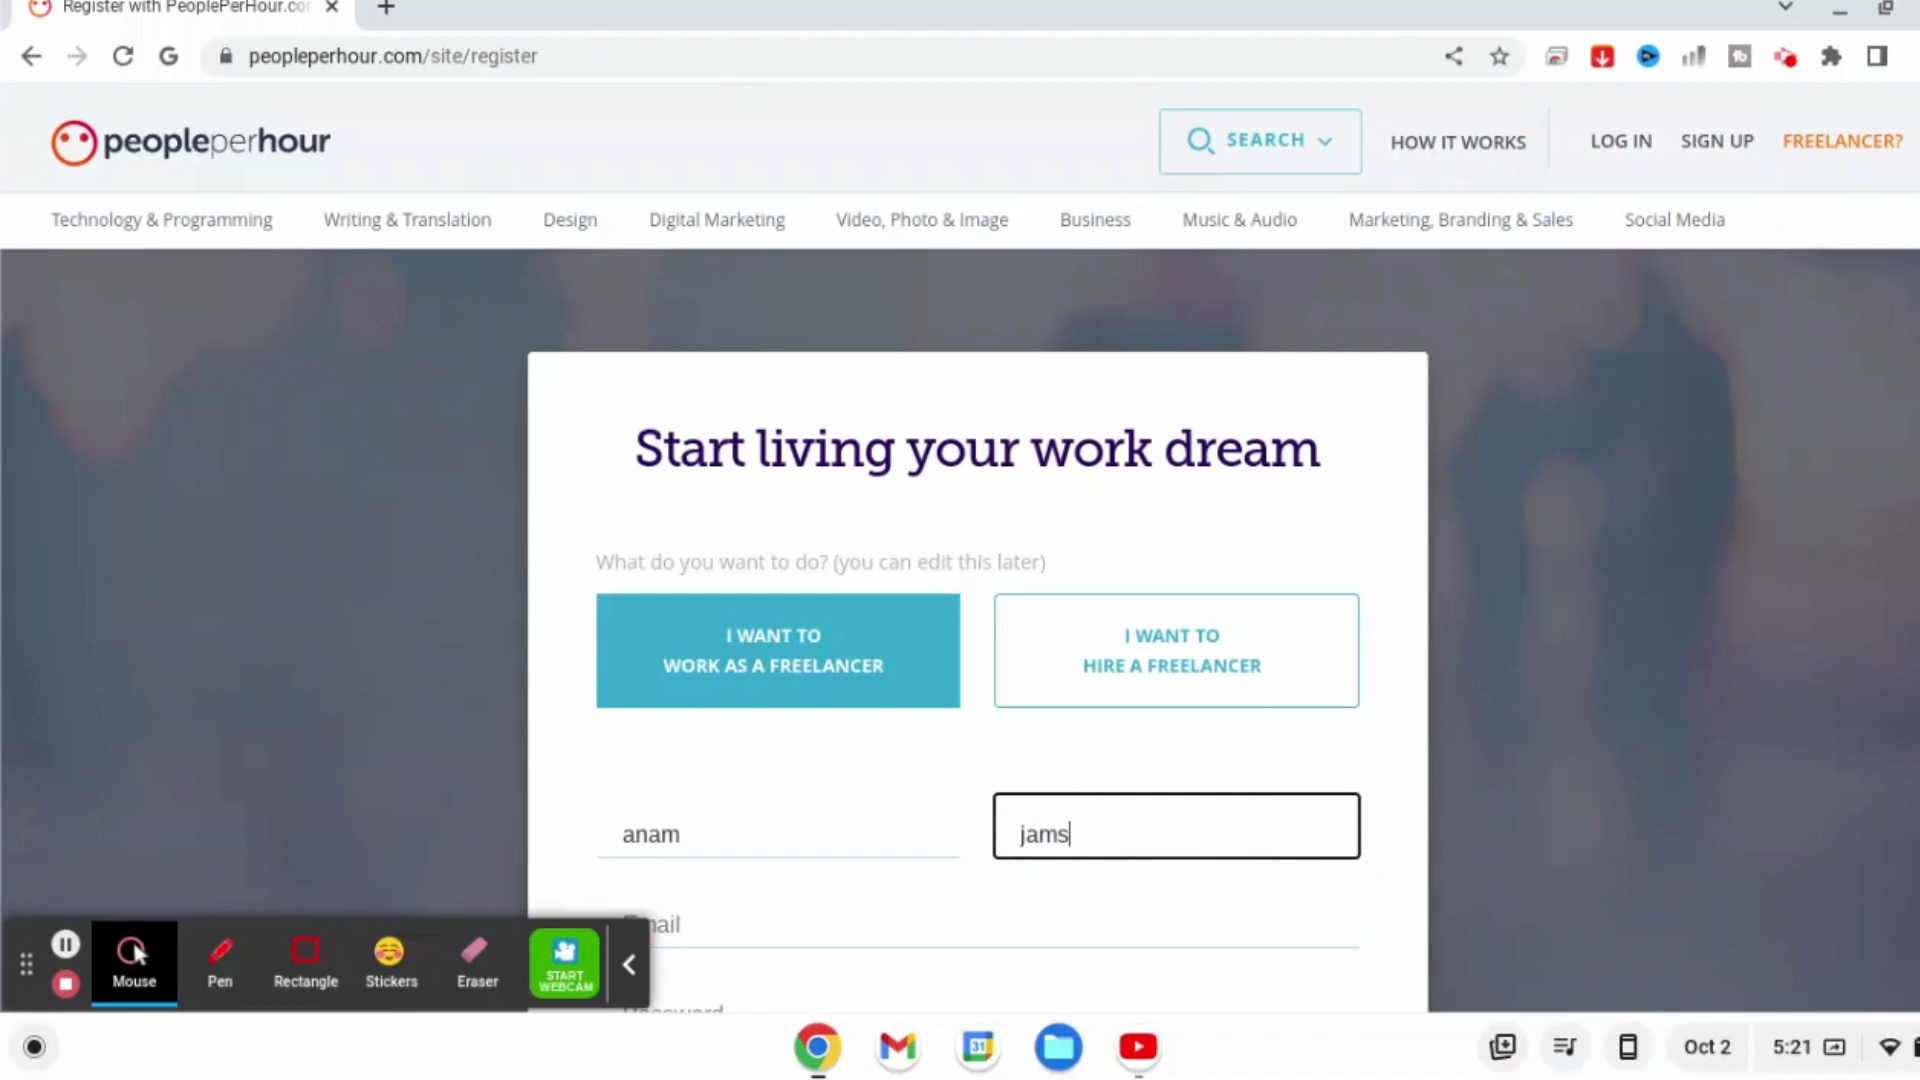 Register with PeoplePerHour.co
peopleperhour.com/site/register
peopleperhour
SEARCH
HOW IT WORKS
LOG IN
SIGN UP
FREELANCER?
Technology & Programming
Writing & Translation
Design
Digital Marketing
Video, Photo & Image
Business
Music & Audio
Marketing, Branding & Sales
Social Media
Start living your work dream
What do you want to do? (you can edit this later)
I WANT TO
WORK AS A FREELANCER
I WANT TO
HIRE A FREELANCER
anam
jams
Email
Password
Mouse
Pen
Rectangle
Stickers
Eraser
START
WEBCAM
31
Oct 2
5:21